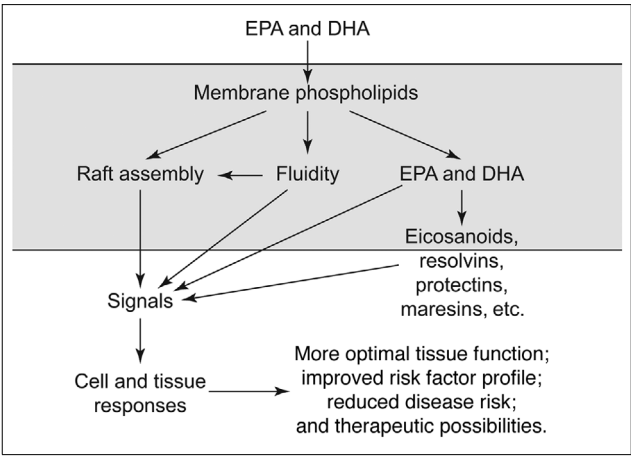 EPA and DHA
Membrane phospholipids
Raft assembly
Fluidity
EPA and DHA
Eicosanoids,
resolvins,
protectins,
maresins, etc.
Signals
Cell and tissue
responses
More optimal tissue function;
improved risk factor profile;
reduced disease risk;
and therapeutic possibilities.